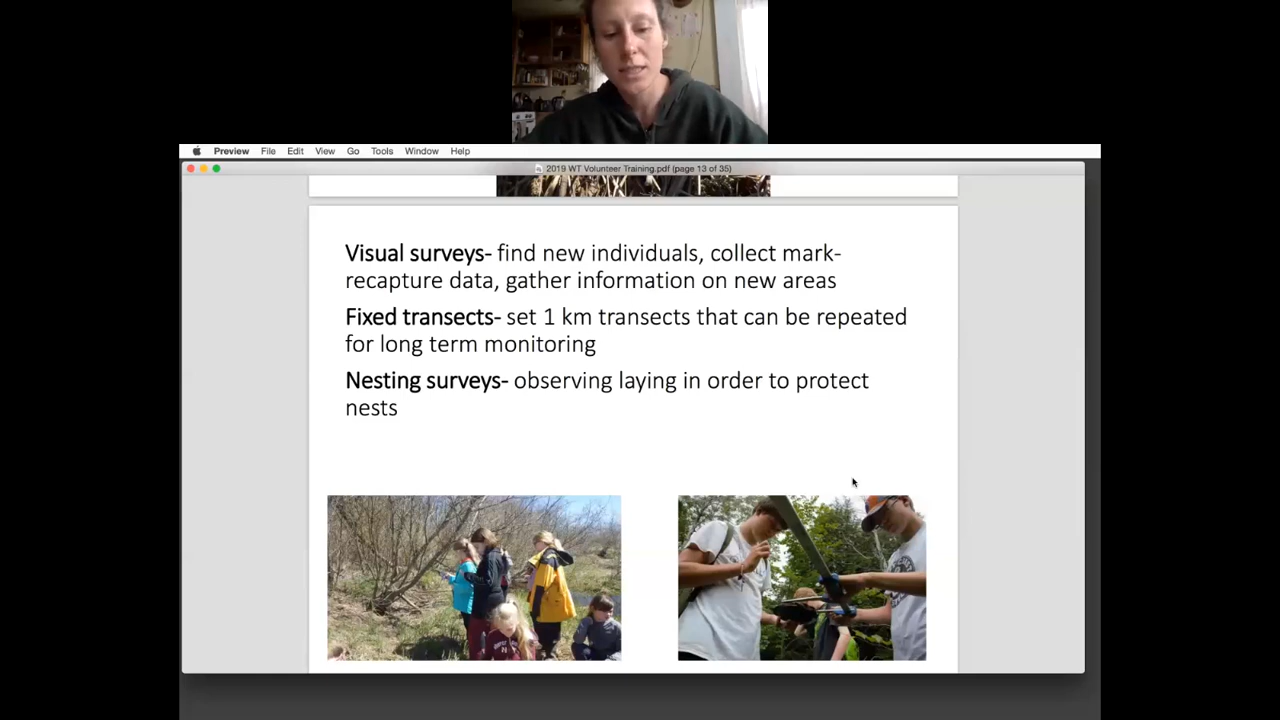 Preview File Edit View Go Tools Window Help
2019 WT Volunteer Training.pdf (page 13 of 35)
Visual surveys- find new individuals, collect mark-
recapture data, gather information on new areas
Fixed transects- set 1 km transects that can be repeated
for long term monitoring
Nesting surveys- observing laying in order to protect
nests